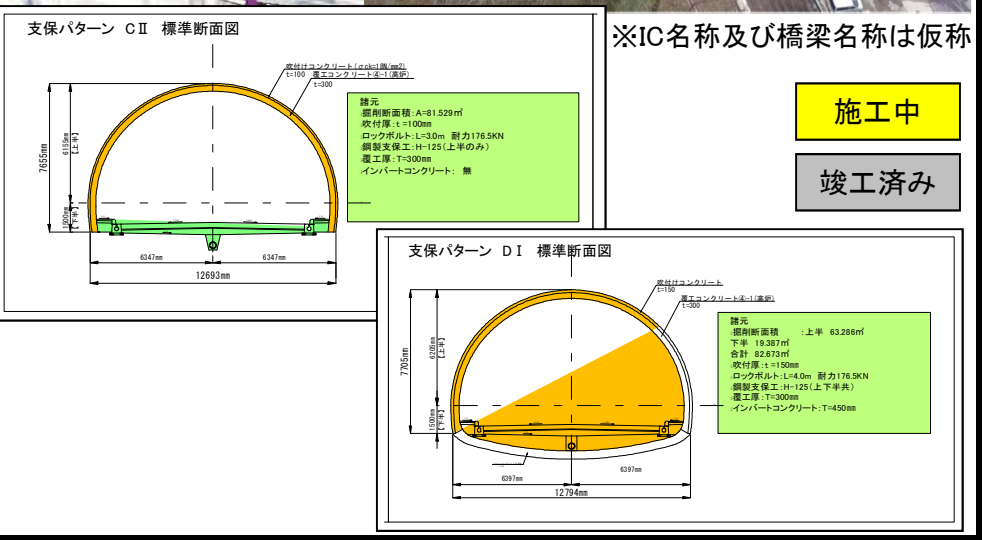 ※IC名称及び橋梁名称は仮称
施工中
竣工済み
支保パターン CⅡ 標準断面図
吹付けコンクリート(σck=18N/mm2)
t=100
覆工コンクリート④-1(高炉)
t=300
7655mm
6155mm
【上半】
1500mm
【下半】
6347mm
6347mm
12693mm
諸元
・掘削断面積:A=81.529㎡
・吹付厚:t=100mm
・ロックボルト:L=3.0m 耐力176.5KN
・鋼製支保工:H-125(上半のみ)
・覆工厚:T=300mm
・インバートコンクリート: 無
支保パターン DⅠ 標準断面図
吹付けコンクリート
t=150
覆工コンクリート④-1(高炉)
t=300
7705mm
6205mm
【上半】
1500mm
【下半】
6397mm
6397mm
12794mm
諸元
・掘削断面積 :上半 63.286㎡
下半 19.387㎡
合計 82.673㎡
・吹付厚:t=150mm
・ロックボルト:L=4.0m 耐力176.5KN
・鋼製支保工:H-125(上下半共)
・覆工厚:T=300mm
・インバートコンクリート:T=450mm